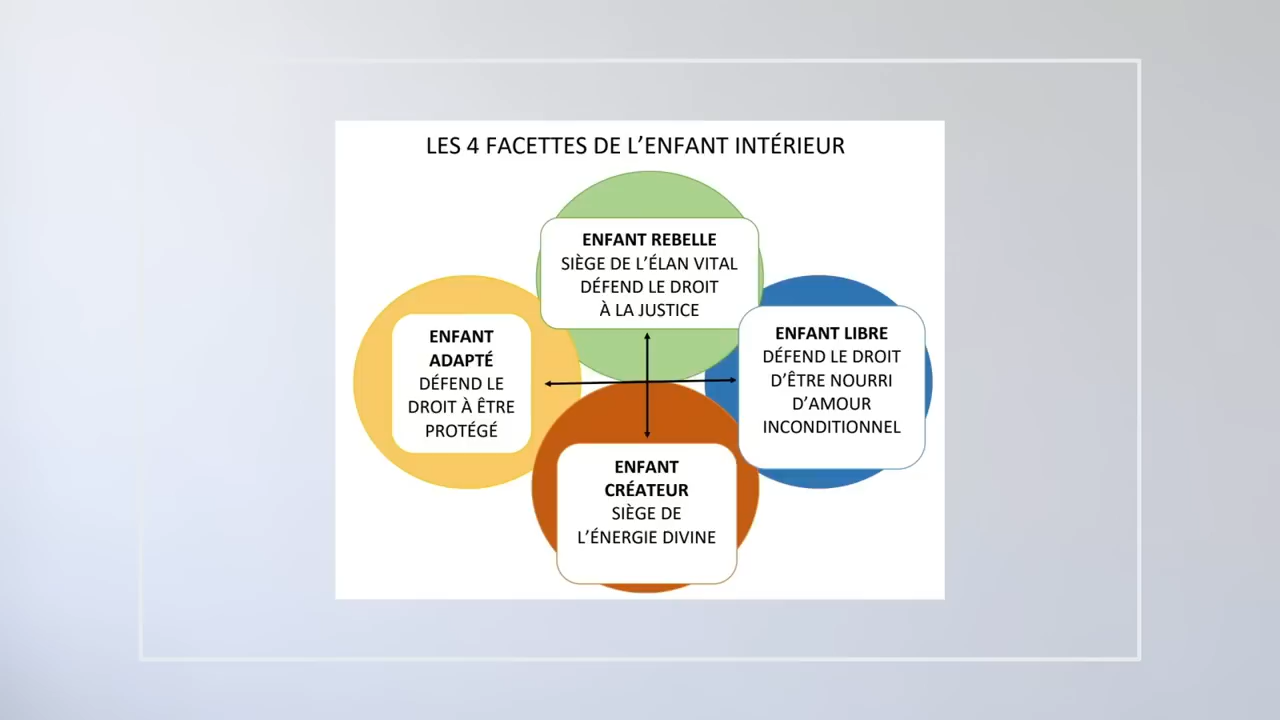 LES 4 FACETTES DE L’ENFANT INTÉRIEUR
ENFANT REBELLE
SIÈGE DE L’ÉLAN VITAL
DÉFEND LE DROIT
À LA JUSTICE
ENFANT
ADAPTÉ
DÉFEND LE
DROIT À ÊTRE
PROTÉGÉ
ENFANT LIBRE
DÉFEND LE DROIT
D’ÊTRE NOURRI
D’AMOUR
INCONDITIONNEL
ENFANT
CRÉATEUR
SIÈGE DE
L’ÉNERGIE DIVINE